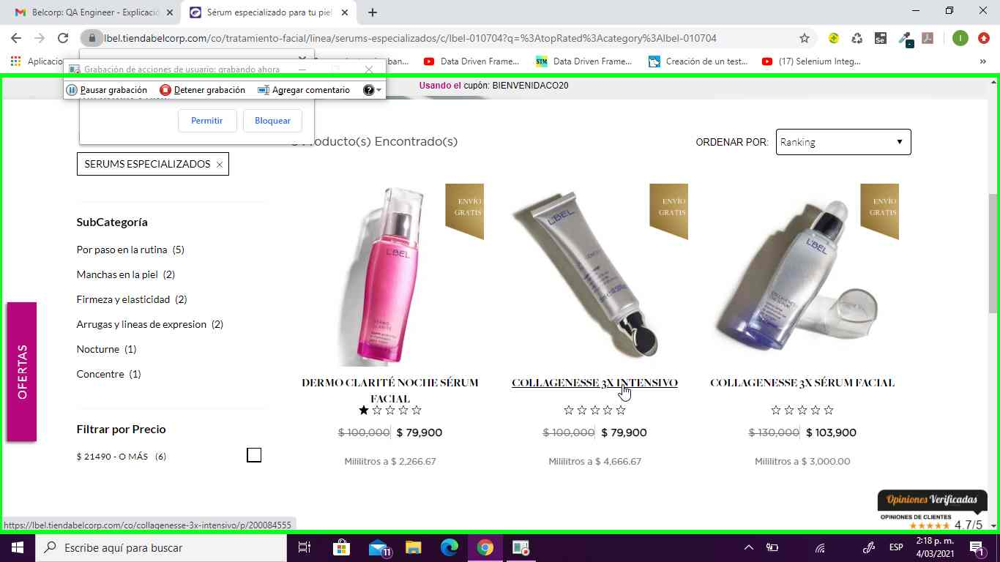 Belcorp: QA Engineer - Explicació
Sérum especializado para tu piel
lbel.tiendabelcorp.com/co/tratamiento-facial/linea/serums-especializados/c/lbel-010704?q=%3AtopRated%3Acategory%3Albel-010704
I
Aplicacio
Data Driven Frame...
STM
Data Driven Frame...
Creación de un test...
(17) Selenium Integ...
»
Grabación de acciones de usuario: grabando ahora
Pausar grabación
Detener grabación
Agregar comentario
Usando el cupón: BIENVENIDACO20
Permitir
Bloquear
Producto(s) Encontrado(s)
ORDENAR POR:
Ranking
SERUMS ESPECIALIZADOS
SubCategoría
Por paso en la rutina (5)
Manchas en la piel (2)
Firmeza y elasticidad (2)
Arrugas y lineas de expresion (2)
Nocturne (1)
Concentre (1)
Filtrar por Precio
$ 21490 - O MÁS (6)
OFERTAS
ENVÍO
GRATIS
L'BEL
DERMO CLARITÉ NOCHE SÉRUM
FACIAL
$ 100,000 $ 79,900
Mililitros a $ 2,266.67
ENVÍO
GRATIS
L'BEL
COLLAGENESSE 3X INTENSIVO
$ 100,000 $ 79,900
Mililitros a $ 4,666.67
ENVÍO
GRATIS
L'BEL
COLLAGENESSE 3X SÉRUM FACIAL
$ 130,000 $ 103,900
Mililitros a $ 3,000.00
Opiniones Verificadas
OPINIONES DE CLIENTES
4.7/5
https://lbel.tiendabelcorp.com/co/collagenesse-3x-intensivo/p/200084555
Escribe aquí para buscar
11
ESP
2:18 p. m.
4/03/2021
1